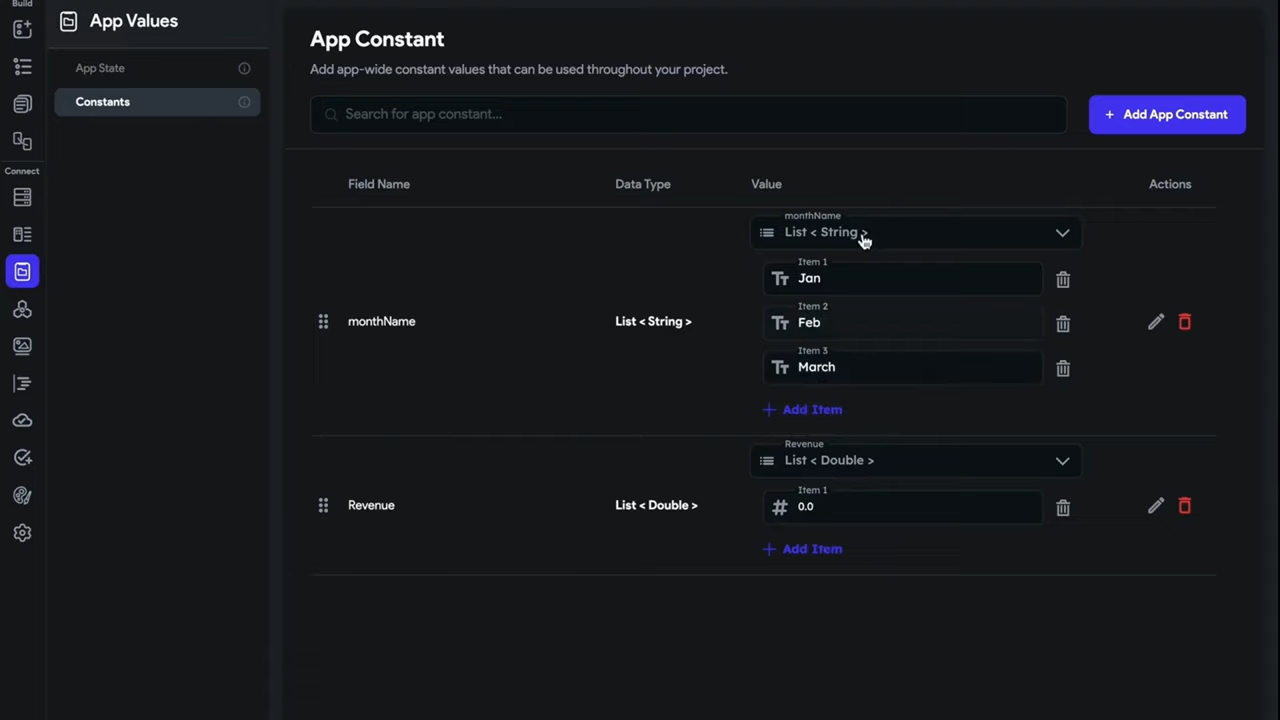 Build
App Values
App State
Constants
Connect
App Constant
Add app-wide constant values that can be used throughout your project.
Search for app constant...
+ Add App Constant
Field Name
Data Type
Value
Actions
monthName
List < String >
monthName
List < String >
Item 1
Jan
Item 2
Feb
Item 3
March
+ Add Item
Revenue
List < Double >
Revenue
List < Double >
Item 1
0.0
+ Add Item